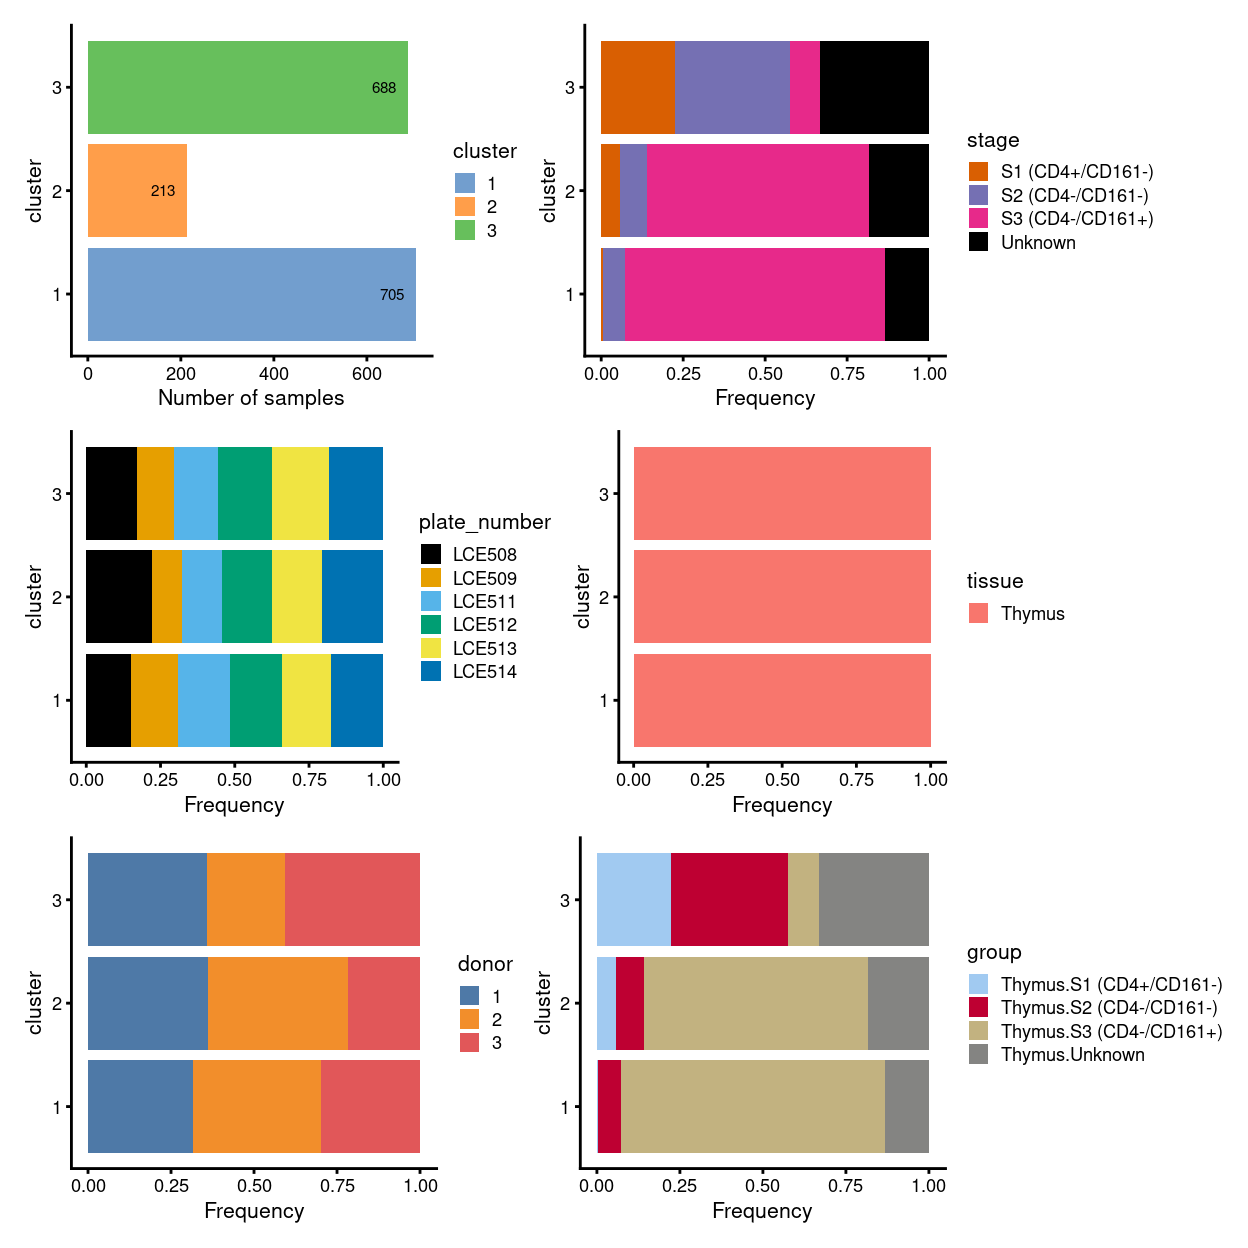 3
688
2
213
1
705
cluster
0 200 400 600
Number of samples
cluster
1
2
3
3
2
1
cluster
0.00 0.25 0.50 0.75 1.00
Frequency
stage
S1 (CD4+/CD161-)
S2 (CD4-/CD161-)
S3 (CD4-/CD161+)
Unknown
3
2
1
cluster
0.00 0.25 0.50 0.75 1.00
Frequency
plate_number
LCE508
LCE509
LCE511
LCE512
LCE513
LCE514
3
2
1
cluster
0.00 0.25 0.50 0.75 1.00
Frequency
tissue
Thymus
3
2
1
cluster
0.00 0.25 0.50 0.75 1.00
Frequency
donor
1
2
3
3
2
1
cluster
0.00 0.25 0.50 0.75 1.00
Frequency
group
Thymus.S1 (CD4+/CD161-)
Thymus.S2 (CD4-/CD161-)
Thymus.S3 (CD4-/CD161+)
Thymus.Unknown